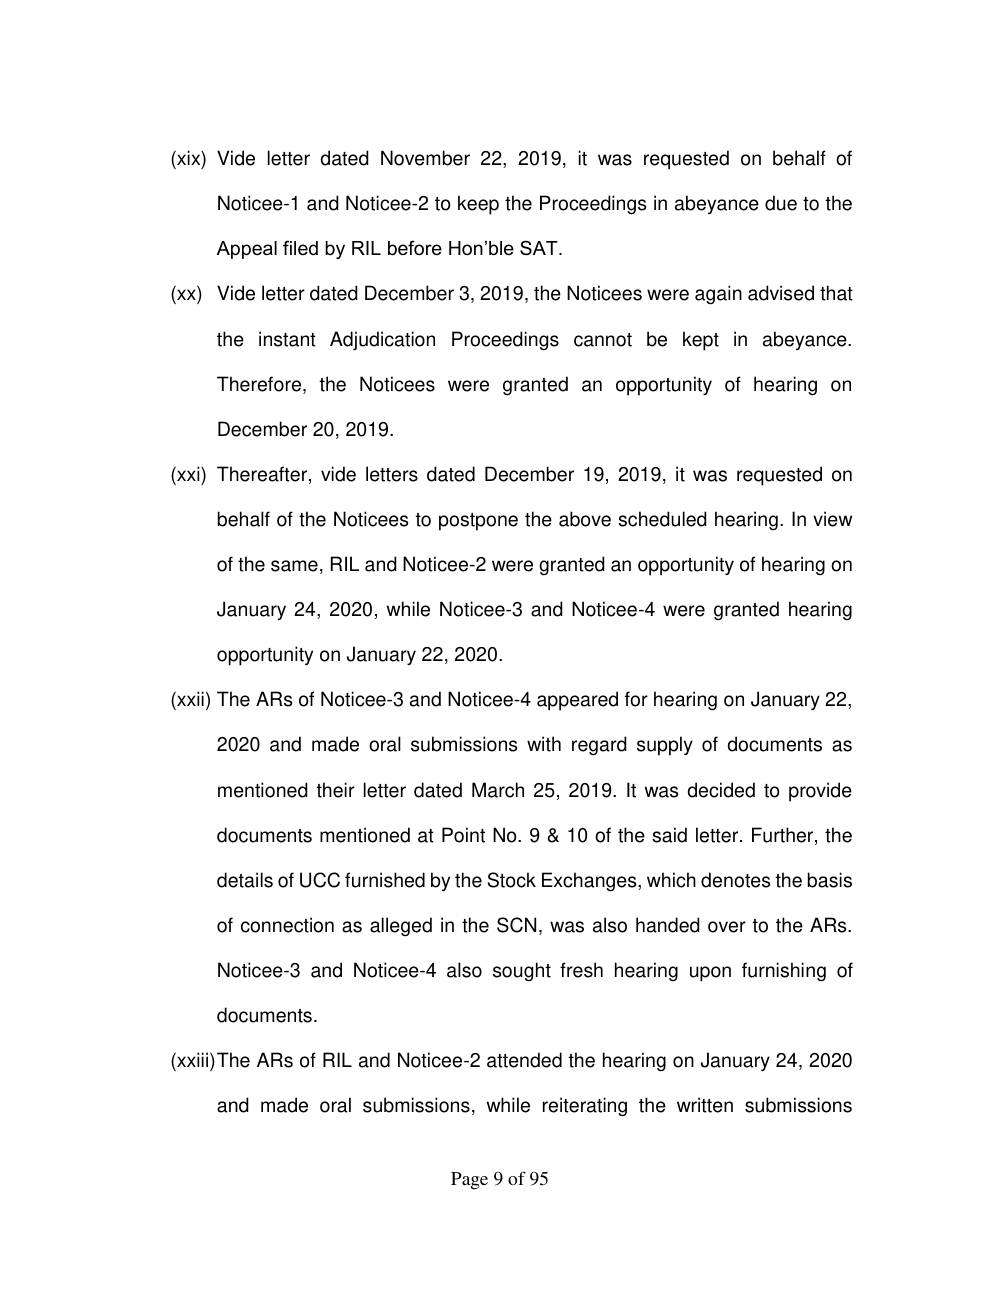 (xix) Vide letter dated November 22, 2019, it was requested on behalf of
Noticee-1 and Noticee-2 to keep the Proceedings in abeyance due to the
Appeal filed by RIL before Hon’ble SAT.
(xx) Vide letter dated December 3, 2019, the Noticees were again advised that
the instant Adjudication Proceedings cannot be kept in abeyance.
Therefore, the Noticees were granted an opportunity of hearing on
December 20, 2019.
(xxi) Thereafter, vide letters dated December 19, 2019, it was requested on
behalf of the Noticees to postpone the above scheduled hearing. In view
of the same, RIL and Noticee-2 were granted an opportunity of hearing on
January 24, 2020, while Noticee-3 and Noticee-4 were granted hearing
opportunity on January 22, 2020.
(xxii) The ARs of Noticee-3 and Noticee-4 appeared for hearing on January 22,
2020 and made oral submissions with regard supply of documents as
mentioned their letter dated March 25, 2019. It was decided to provide
documents mentioned at Point No. 9 & 10 of the said letter. Further, the
details of UCC furnished by the Stock Exchanges, which denotes the basis
of connection as alleged in the SCN, was also handed over to the ARs.
Noticee-3 and Noticee-4 also sought fresh hearing upon furnishing of
documents.
(xxiii)The ARs of RIL and Noticee-2 attended the hearing on January 24, 2020
and made oral submissions, while reiterating the written submissions
Page 9 of 95